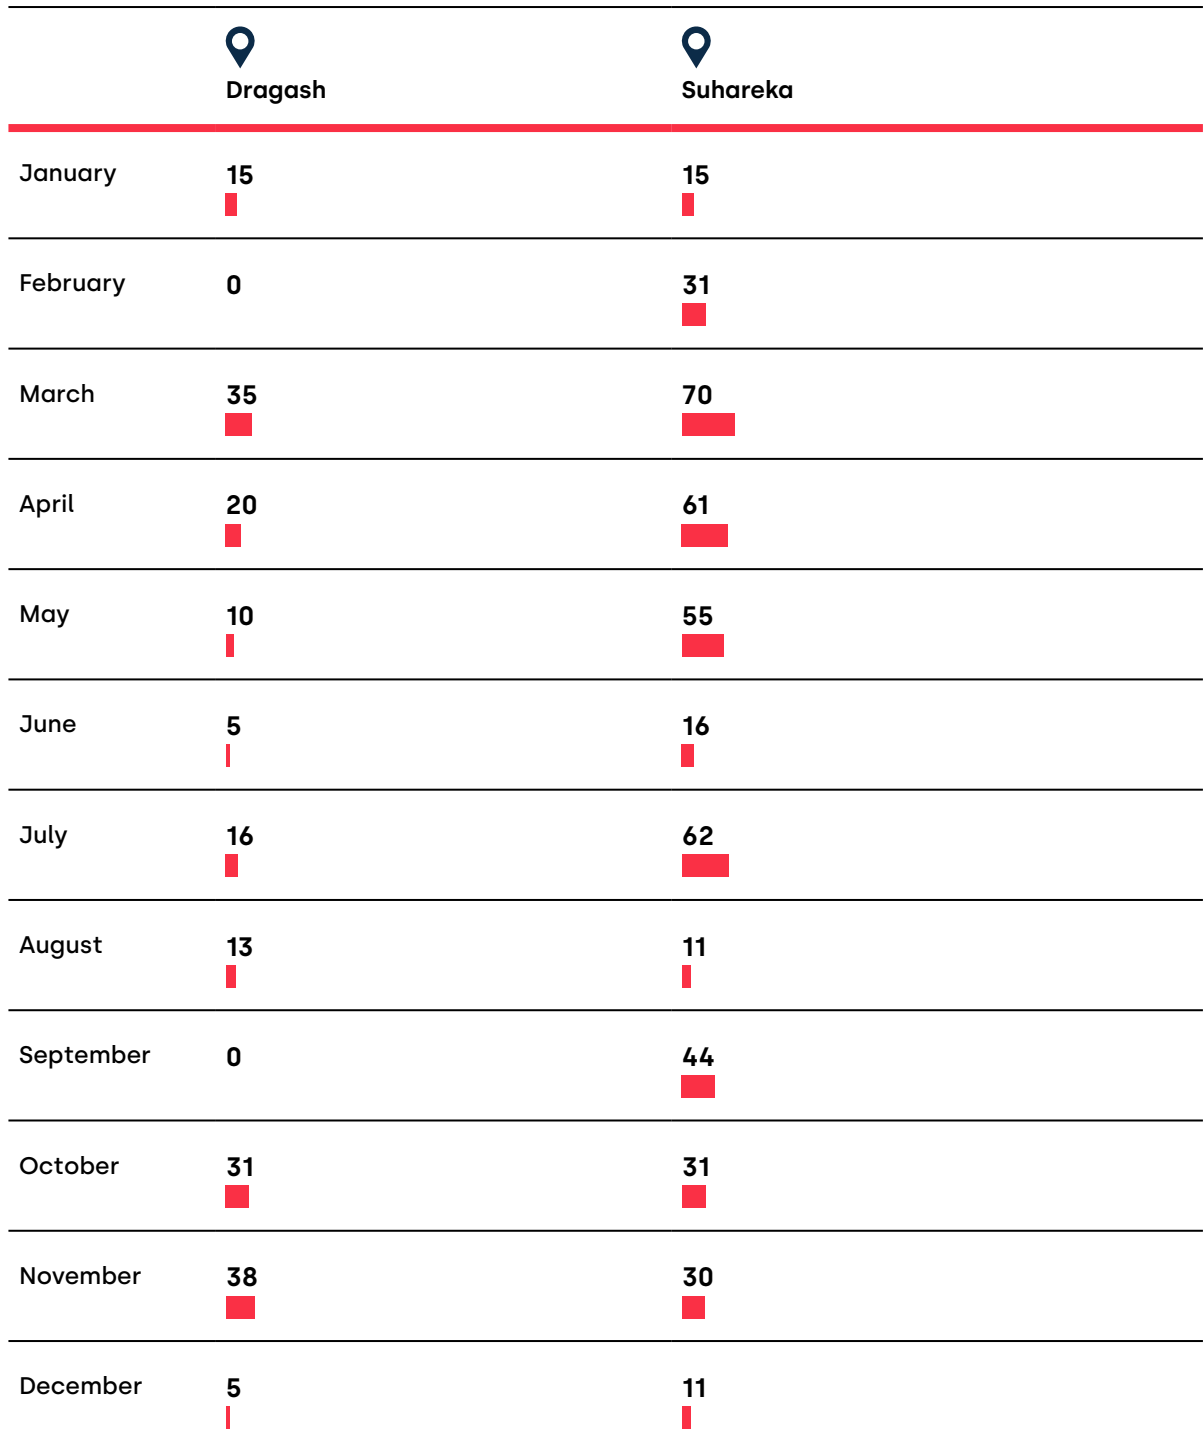 Dragash Suhareka
January 15 15
February 0 31
March 35 70
April 20 61
May 10 55
June 5 16
July 16 62
August 13 11
September 0 44
October 31 31
November 38 30
December 5 11